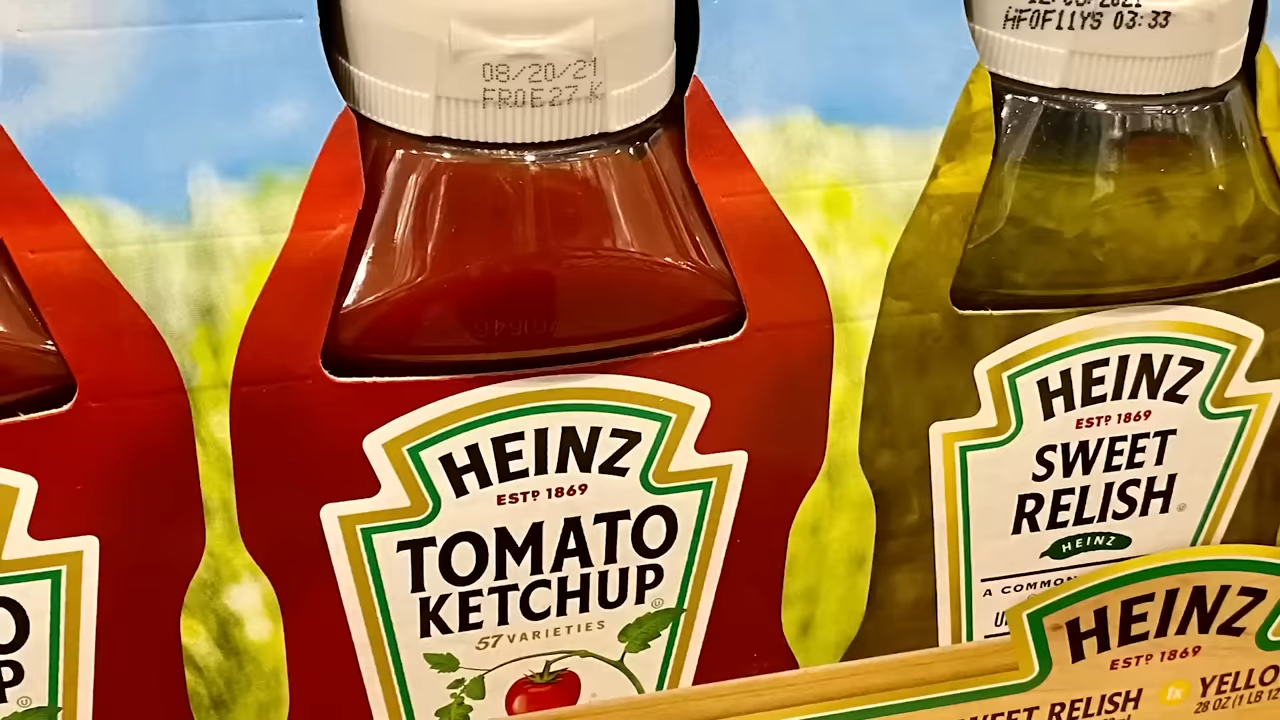 08/20/21
FR0E27 K
HF0F11YS 03:33
HEINZ
ESTD 1869
TOMATO
KETCHUP
57 VARIETIES
HEINZ
ESTD 1869
SWEET
RELISH
HEINZ
A COMMON
HEINZ
ESTD 1869
SWEET RELISH
1x YELLO
28 OZ (1 LB 12
O
P